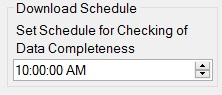 Download Schedule
Set Schedule for Checking of
Data Completeness
10:00:00 AM